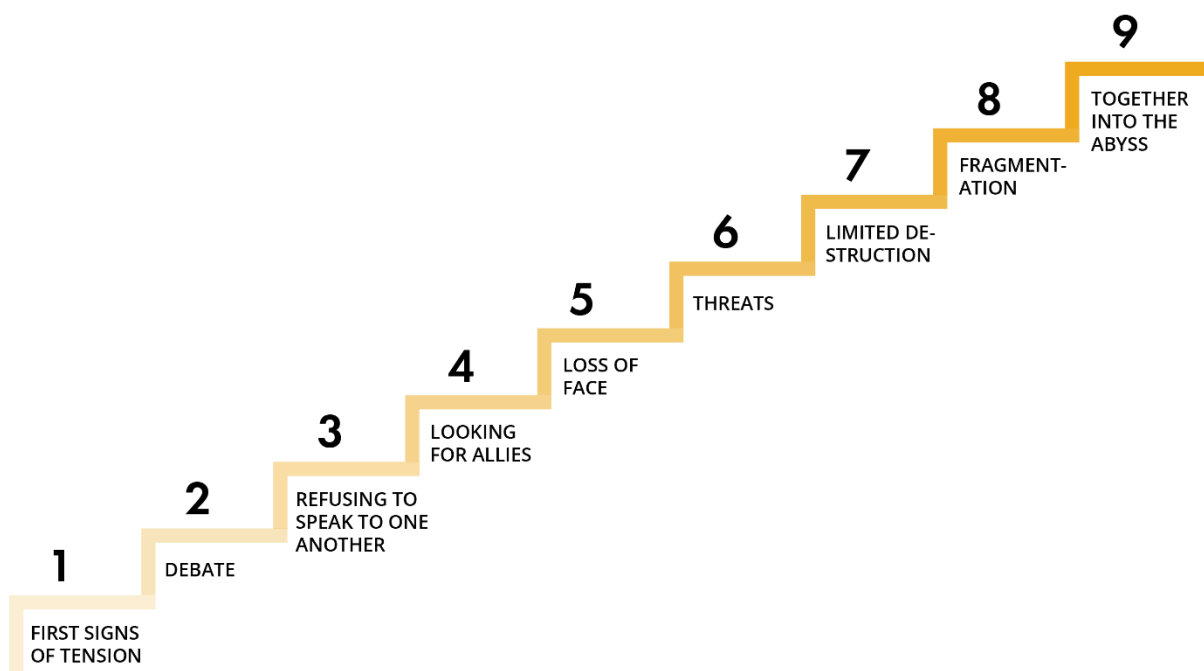 1
FIRST SIGNS
OF TENSION
2
DEBATE
3
REFUSING TO
SPEAK TO ONE
ANOTHER
4
LOOKING
FOR ALLIES
5
LOSS OF
FACE
6
THREATS
7
LIMITED DE-
STRUCTION
8
FRAGMENT-
ATION
9
TOGETHER
INTO THE
ABYSS